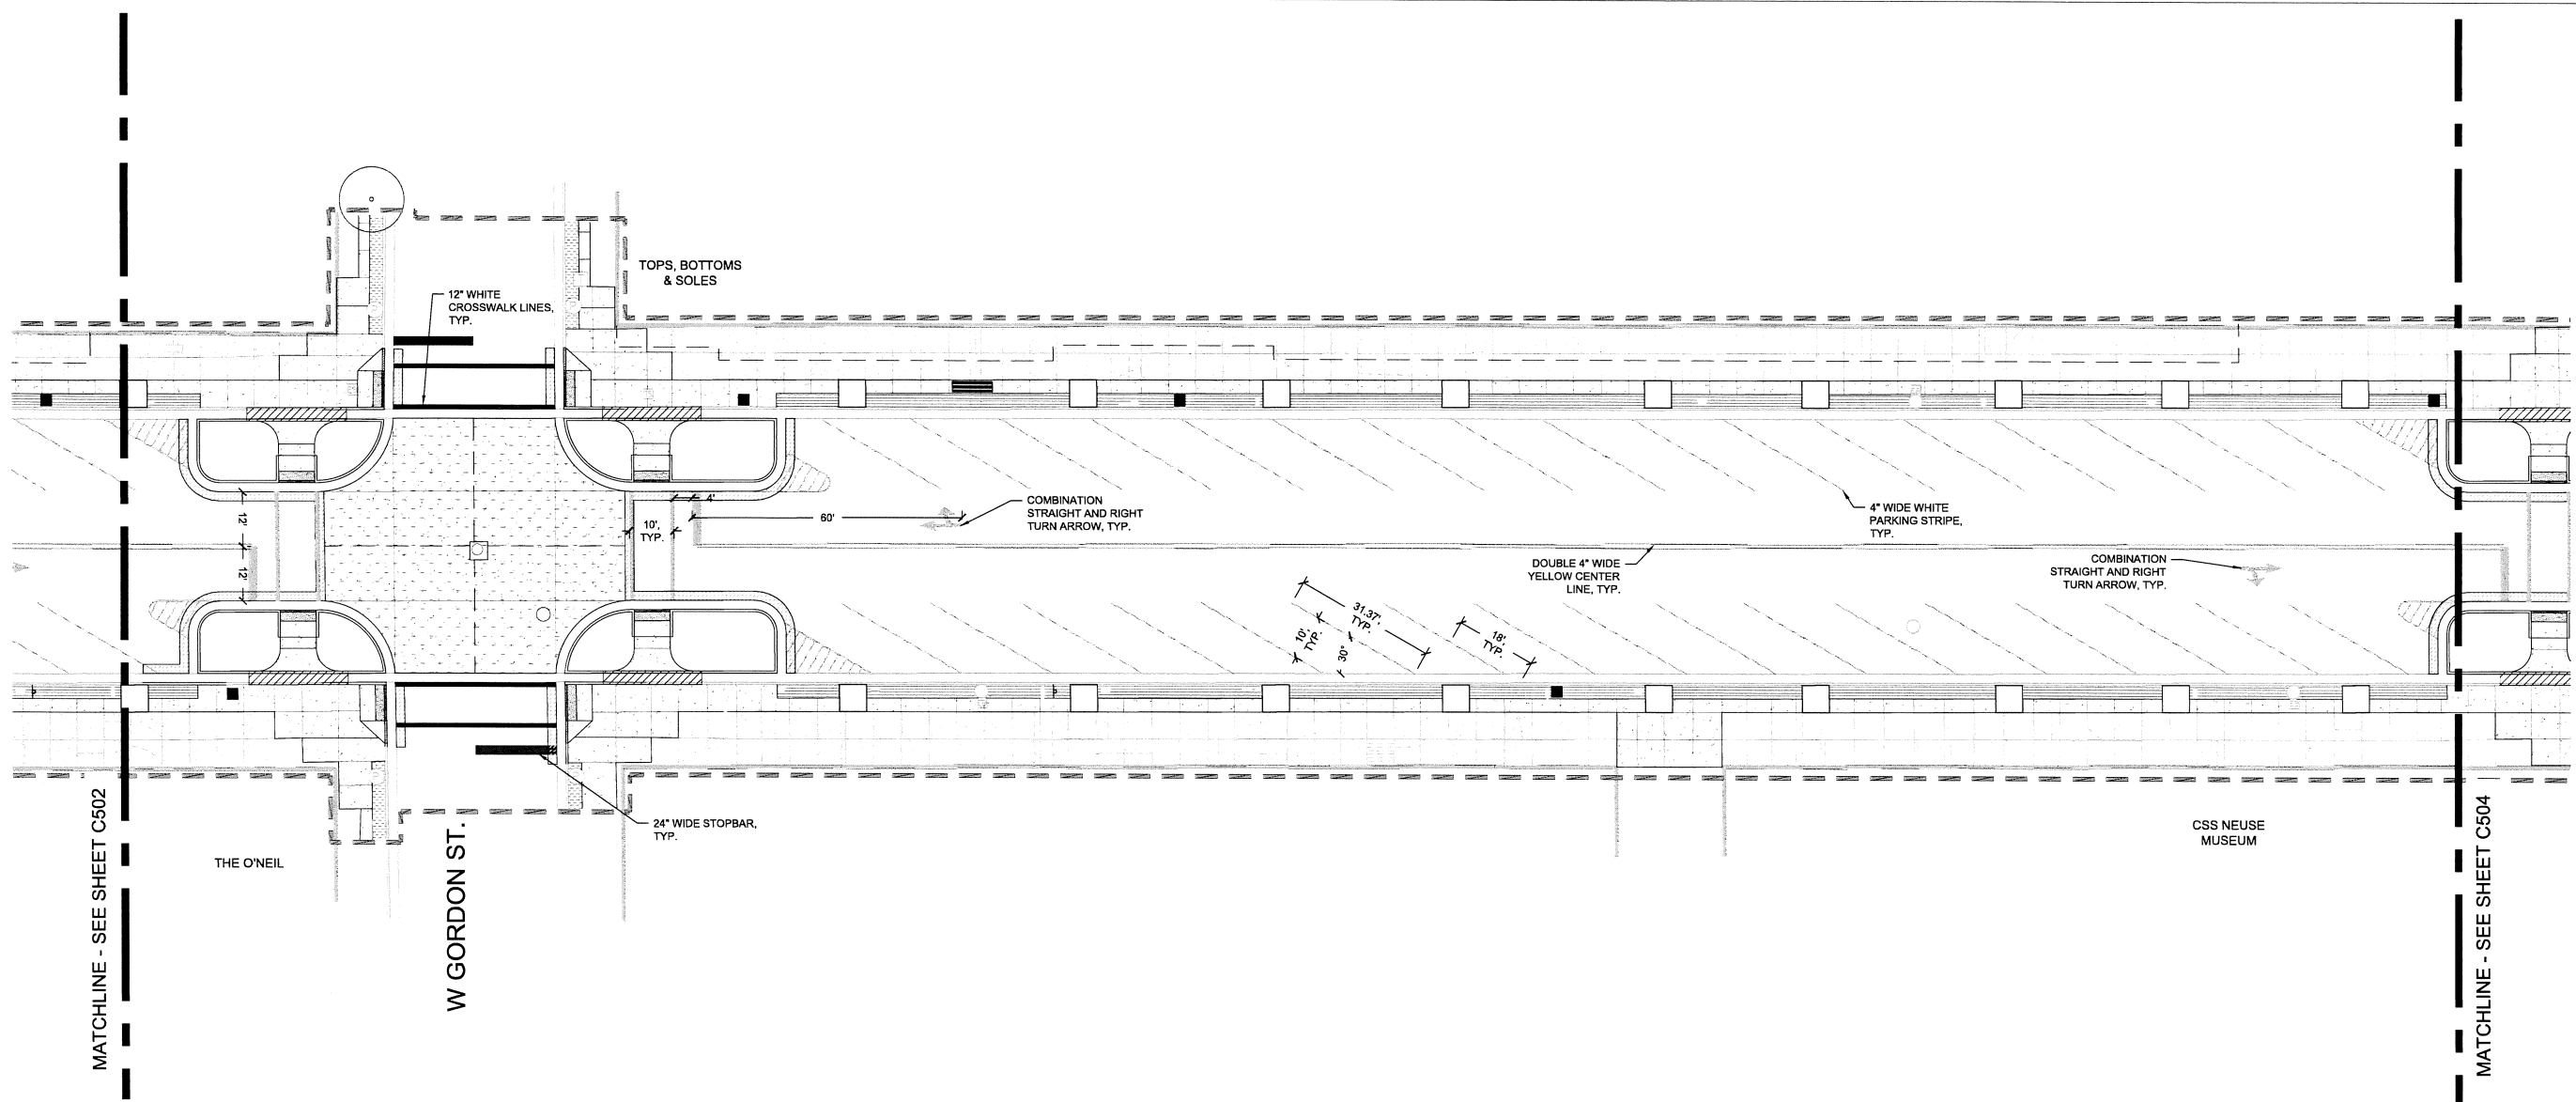 TOPS, BOTTOMS
& SOLES
12" WHITE
CROSSWALK LINES,
TYP.
4'
COMBINATION
STRAIGHT AND RIGHT
TURN ARROW, TYP.
60'
10',
TYP.
12'
12'
4" WIDE WHITE
PARKING STRIPE,
TYP.
DOUBLE 4" WIDE
YELLOW CENTER
LINE, TYP.
COMBINATION
STRAIGHT AND RIGHT
TURN ARROW, TYP.
31.37',
TYP.
10',
TYP.
30°
18',
TYP.
24" WIDE STOPBAR,
TYP.
THE O'NEIL
W GORDON ST.
CSS NEUSE
MUSEUM
MATCHLINE - SEE SHEET C502
MATCHLINE - SEE SHEET C504